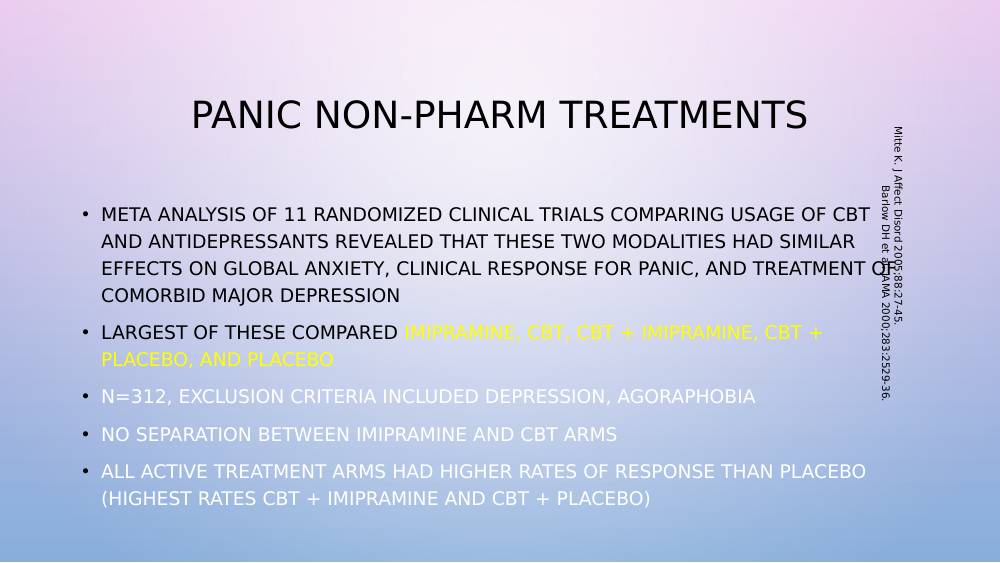 PANIC NON-PHARM TREATMENTS
• META ANALYSIS OF 11 RANDOMIZED CLINICAL TRIALS COMPARING USAGE OF CBT
AND ANTIDEPRESSANTS REVEALED THAT THESE TWO MODALITIES HAD SIMILAR
EFFECTS ON GLOBAL ANXIETY, CLINICAL RESPONSE FOR PANIC, AND TREATMENT OF
COMORBID MAJOR DEPRESSION
• LARGEST OF THESE COMPARED IMIPRAMINE, CBT, CBT + IMIPRAMINE, CBT +
PLACEBO, AND PLACEBO
• N=312, EXCLUSION CRITERIA INCLUDED DEPRESSION, AGORAPHOBIA
• NO SEPARATION BETWEEN IMIPRAMINE AND CBT ARMS
• ALL ACTIVE TREATMENT ARMS HAD HIGHER RATES OF RESPONSE THAN PLACEBO
(HIGHEST RATES CBT + IMIPRAMINE AND CBT + PLACEBO)
Mitte K. J Affect Disord 2005;88:27-45.
Barlow DH et al. JAMA 2000;283:2529-36.